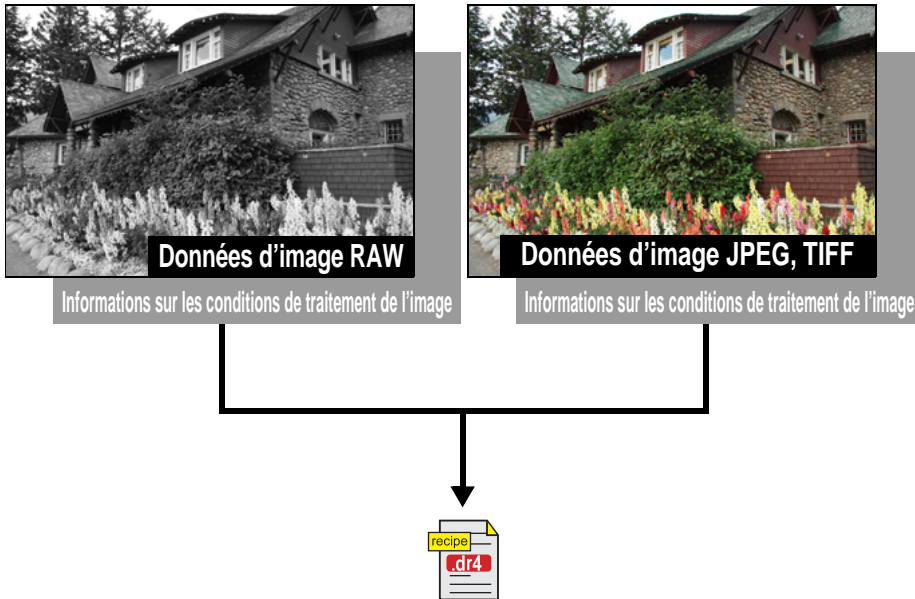 Données d’image RAW
Données d’image JPEG, TIFF
Informations sur les conditions de traitement de l’image
Informations sur les conditions de traitement de l’image
recipe
.dr4